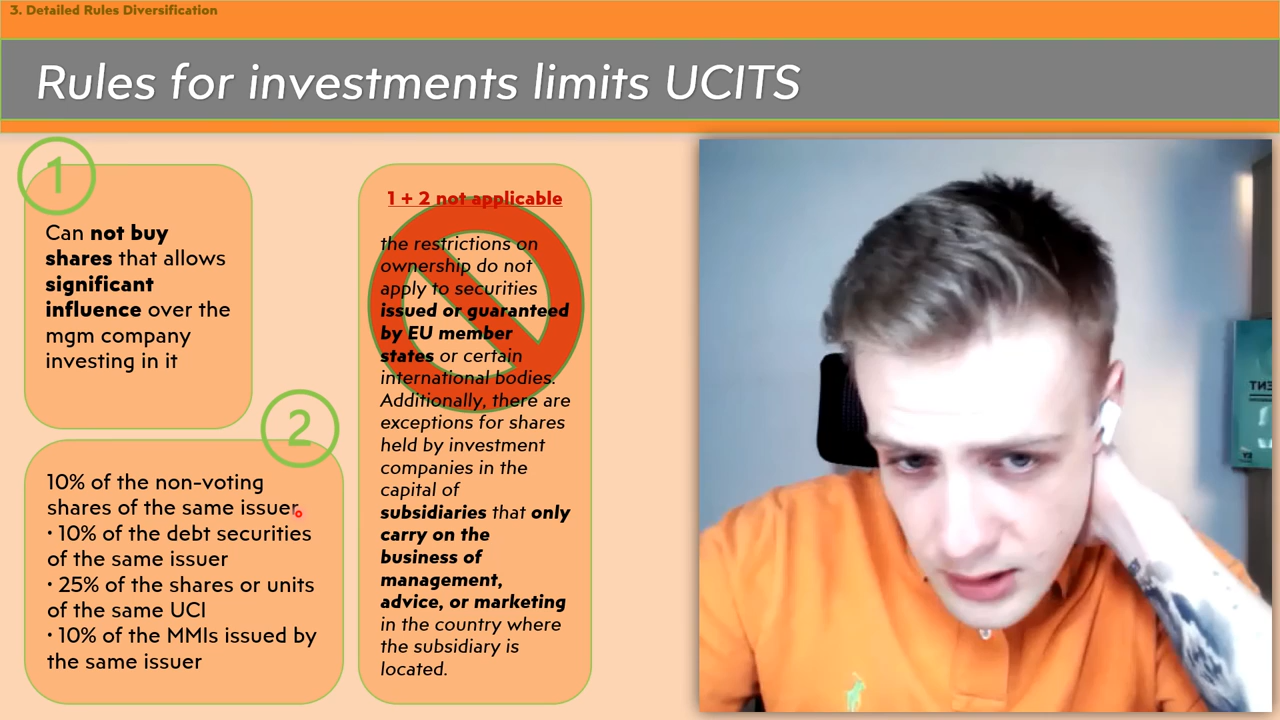 3. Detailed Rules Diversification
Rules for investments limits UCITS
1
Can not buy
shares that allows
significant
influence over the
mgm company
investing in it
2
10% of the non-voting
shares of the same issuer
• 10% of the debt securities
of the same issuer
• 25% of the shares or units
of the same UCI
• 10% of the MMIs issued by
the same issuer
1 + 2 not applicable
the restrictions on
ownership do not
apply to securities
issued or guaranteed
by EU member
states or certain
international bodies.
Additionally, there are
exceptions for shares
held by investment
companies in the
capital of
subsidiaries that only
carry on the
business of
management,
advice, or marketing
in the country where
the subsidiary is
located.
EY